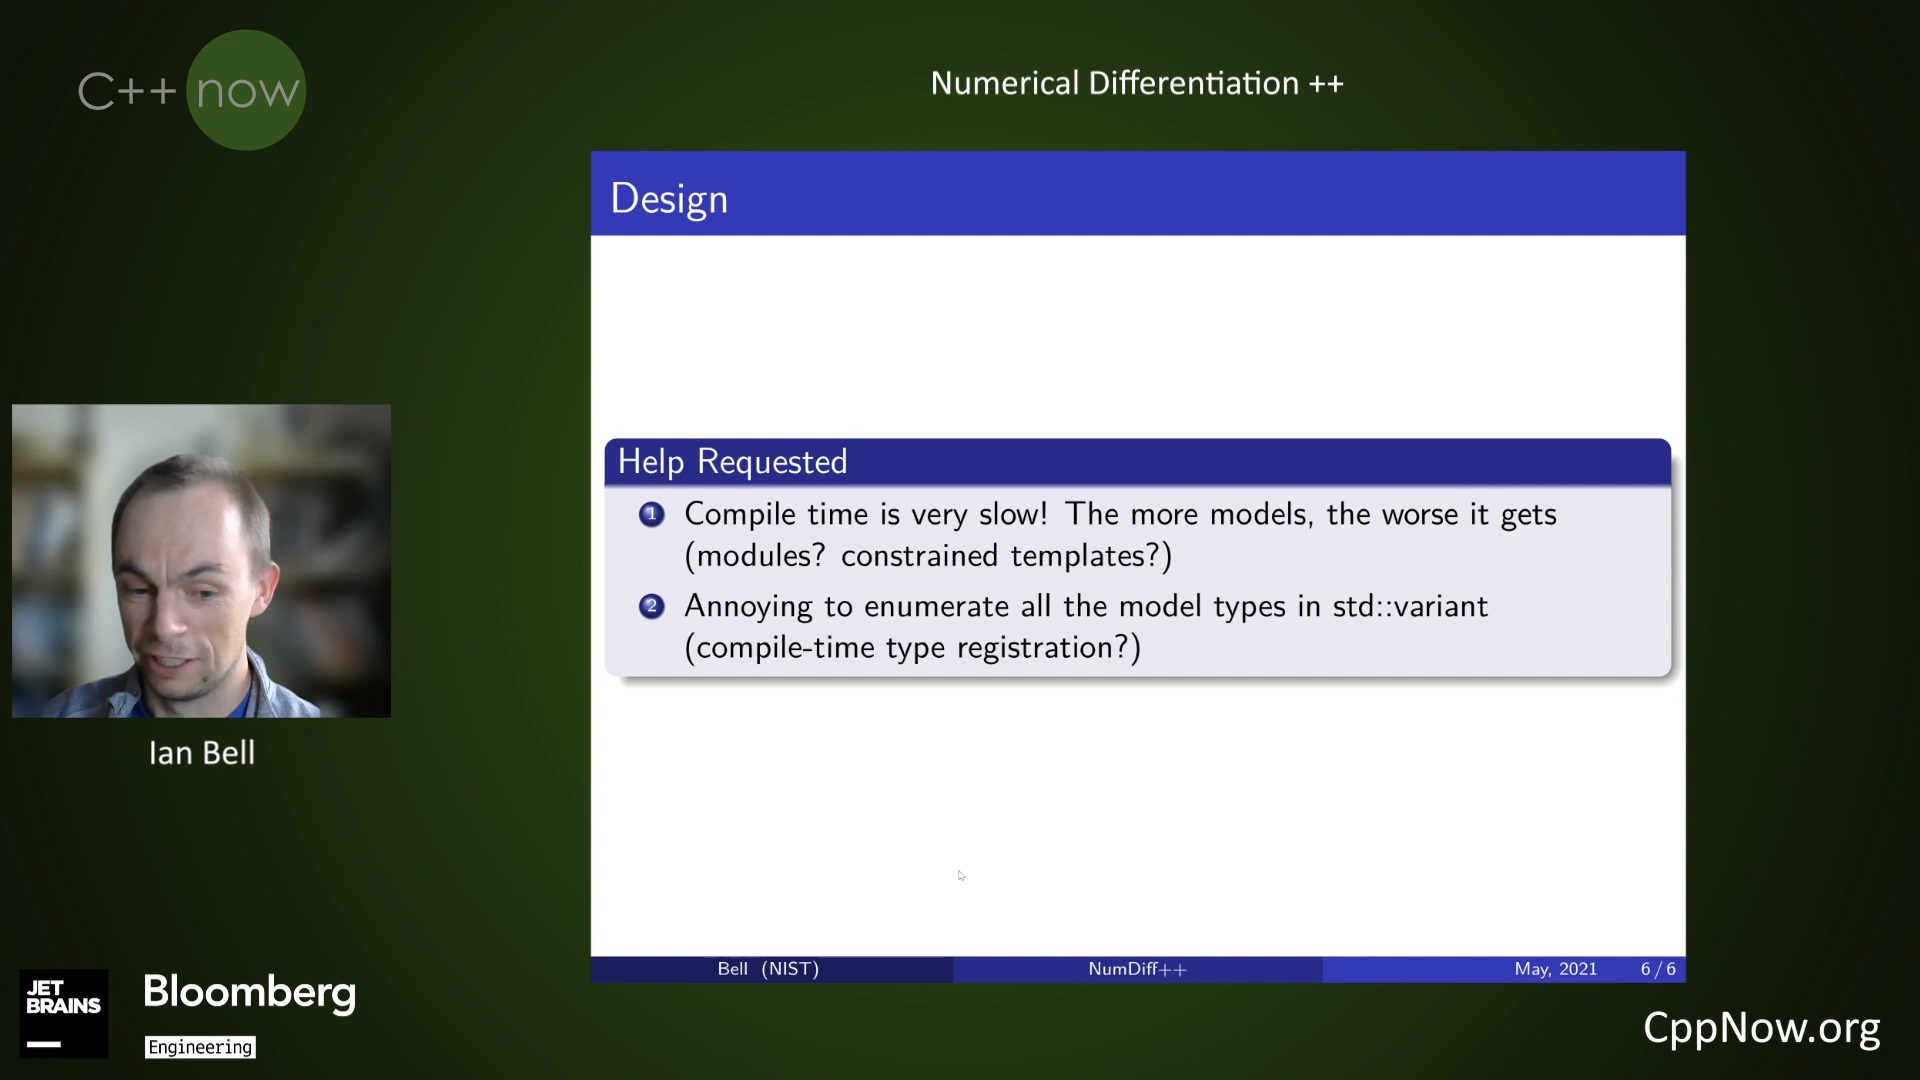 C++ now
Numerical Differentiation ++
Design
Help Requested
1 Compile time is very slow! The more models, the worse it gets
(modules? constrained templates?)
2 Annoying to enumerate all the model types in std::variant
(compile-time type registration?)
Ian Bell
Bell (NIST) NumDiff++ May, 2021 6 / 6
JET
BRAINS
Bloomberg
Engineering
CppNow.org